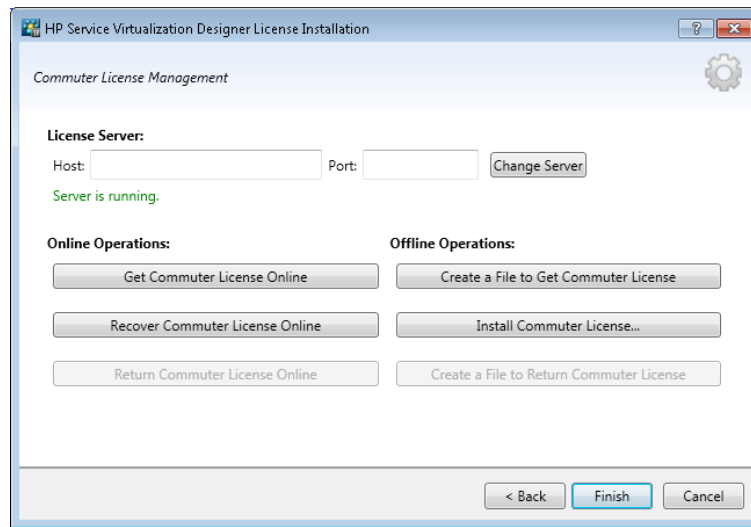 HP Service Virtualization Designer License Installation
?
Commuter License Management
License Server:
Host: Port: Change Server
Server is running.
Online Operations: Offline Operations:
Get Commuter License Online Create a File to Get Commuter License
Recover Commuter License Online Install Commuter License...
Return Commuter License Online Create a File to Return Commuter License
< Back Finish Cancel